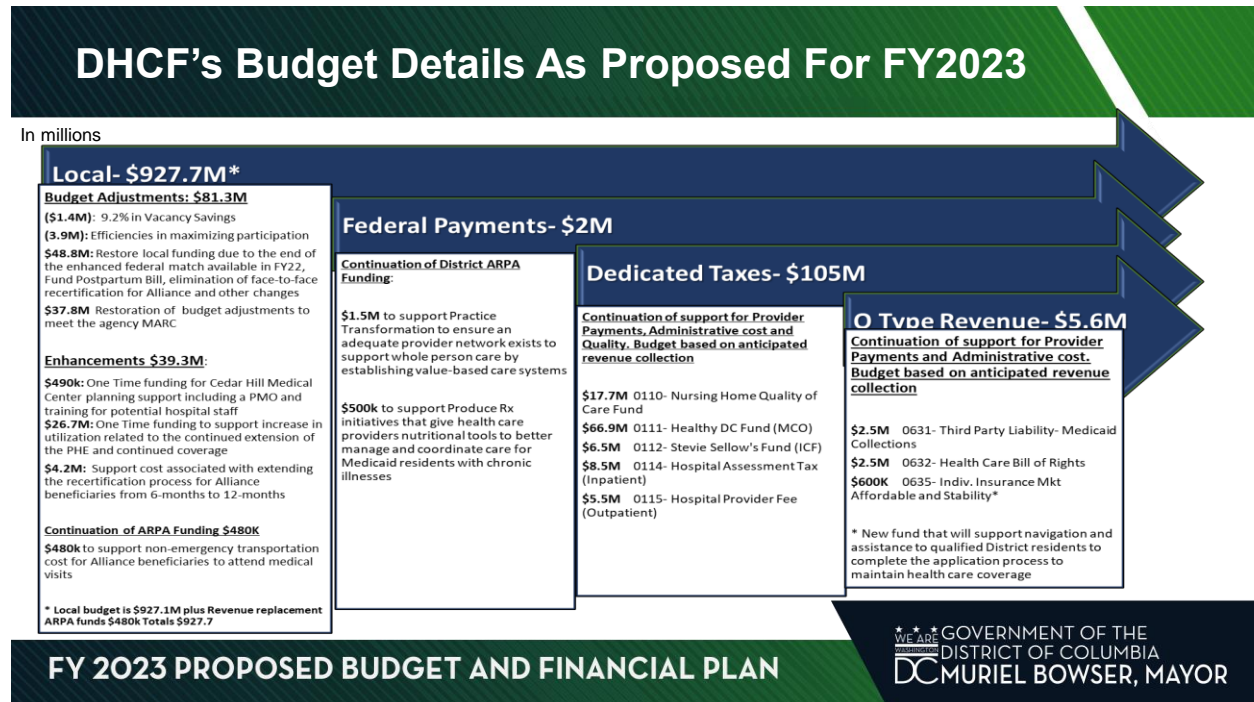 DHCF's Budget Details As Proposed For FY2023
In millions
Local- $927.7M*
Budget Adjustments: $81.3M
($1.4M): 9.2% in Vacancy Savings
(3.9M): Efficiencies in maximizing participation
$48.8M: Restore local funding due to the end of
the enhanced federal match available in FY22,
Fund Postpartum Bill, elimination of face-to-face
recertification for Alliance and other changes
$37.8M Restoration of budget adjustments to
meet the agency MARC
Enhancements $39.3M:
$490k: One Time funding for Cedar Hill Medical
Center planning support including a PMO and
training for potential hospital staff
$26.7M: One Time funding to support increase in
utilization related to the continued extension of
the PHE and continued coverage
$4.2M: Support cost associated with extending
the recertification process for Alliance
beneficiaries from 6-months to 12-months
Continuation of ARPA Funding $480K
$480k to support non-emergency transportation
cost for Alliance beneficiaries to attend medical
visits
* Local budget is $927.1M plus Revenue replacement
ARPA funds $480k Totals $927.7
Federal Payments- $2M
Continuation of District ARPA
Funding:
$1.5M to support Practice
Transformation to ensure an
adequate provider network exists to
support whole person care by
establishing value-based care systems
$500k to support Produce Rx
initiatives that give health care
providers nutritional tools to better
manage and coordinate care for
Medicaid residents with chronic
illnesses
Dedicated Taxes- $105M
Continuation of support for Provider
Payments, Administrative cost and
Quality. Budget based on anticipated
revenue collection
$17.7M 0110- Nursing Home Quality of
Care Fund
$66.9M 0111- Healthy DC Fund (MCO)
$6.5M 0112- Stevie Sellow's Fund (ICF)
$8.5M 0114- Hospital Assessment Tax
(Inpatient)
$5.5M 0115- Hospital Provider Fee
(Outpatient)
O Type Revenue- $5.6M
Continuation of support for Provider
Payments and Administrative cost.
Budget based on anticipated revenue
collection
$2.5M 0631- Third Party Liability- Medicaid
Collections
$2.5M 0632- Health Care Bill of Rights
$600K 0635- Indiv. Insurance Mkt
Affordable and Stability*
* New fund that will support navigation and
assistance to qualified District residents to
complete the application process to
maintain health care coverage
FY 2023 PROPOSED BUDGET AND FINANCIAL PLAN
WE ARE
WASHINGTON
DC
GOVERNMENT OF THE
DISTRICT OF COLUMBIA
MURIEL BOWSER, MAYOR